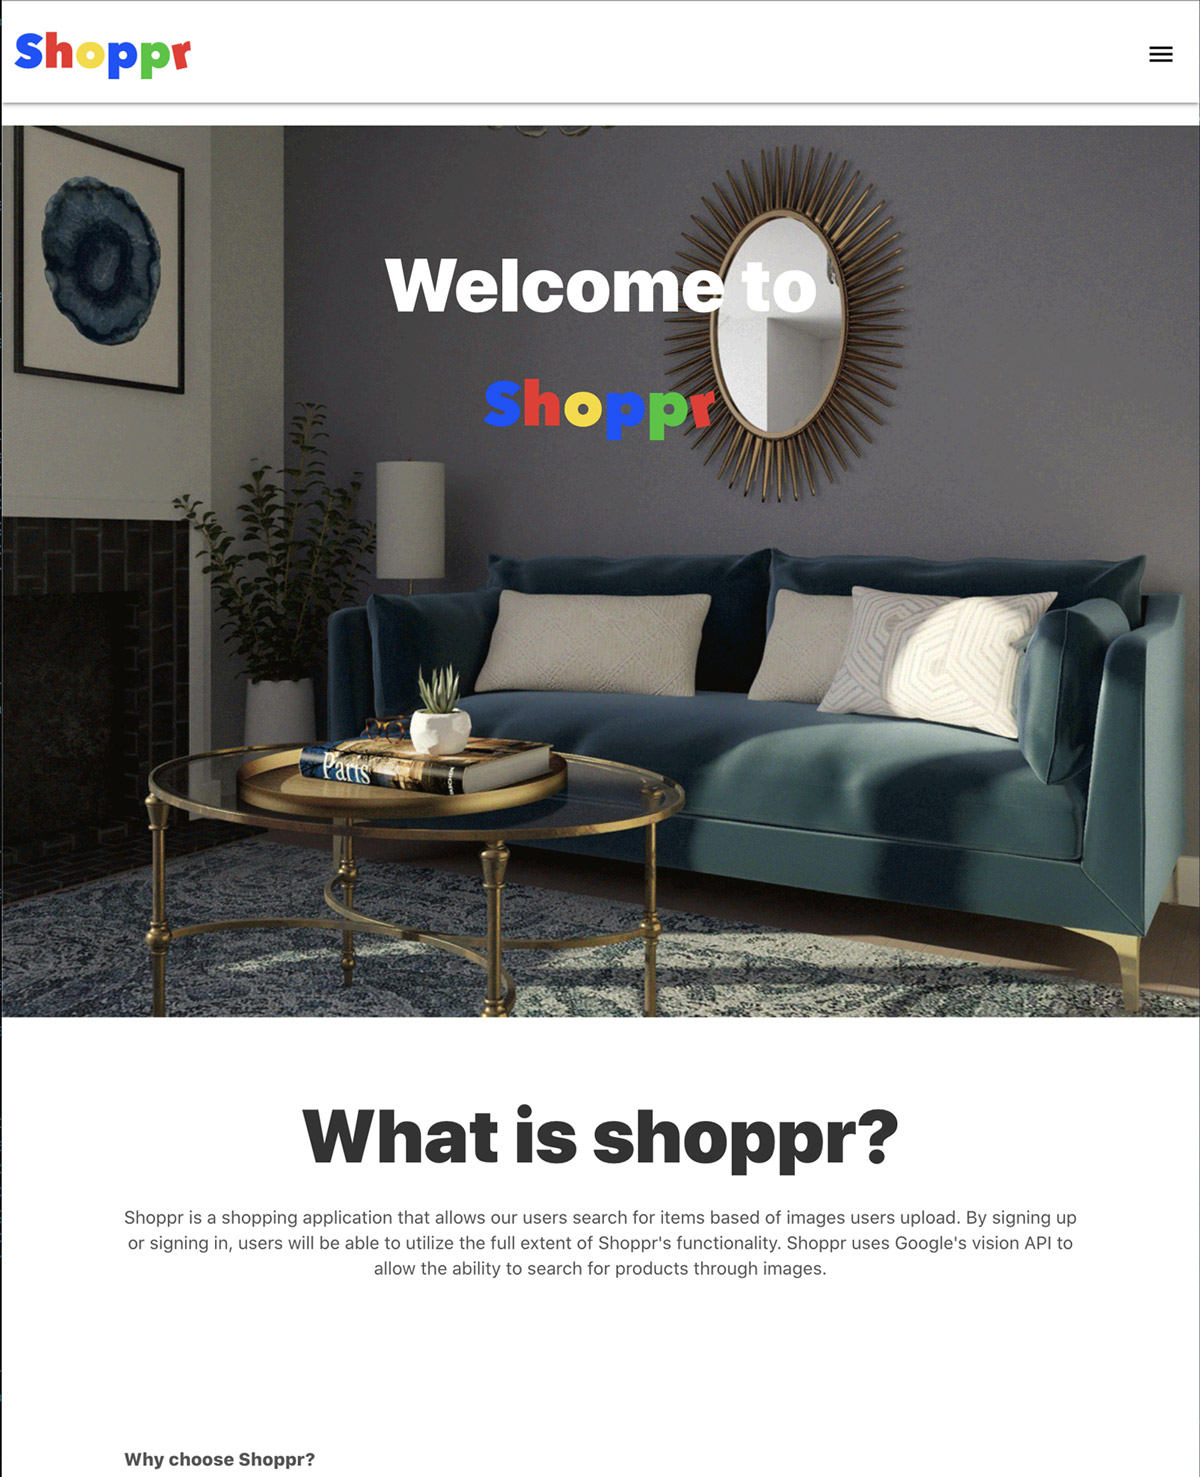 Shoppr
Welcome to
Shoppr
Paris
What is shoppr?
Shoppr is a shopping application that allows our users search for items based of images users upload. By signing up
or signing in, users will be able to utilize the full extent of Shoppr's functionality. Shoppr uses Google's vision API to
allow the ability to search for products through images.
Why choose Shoppr?